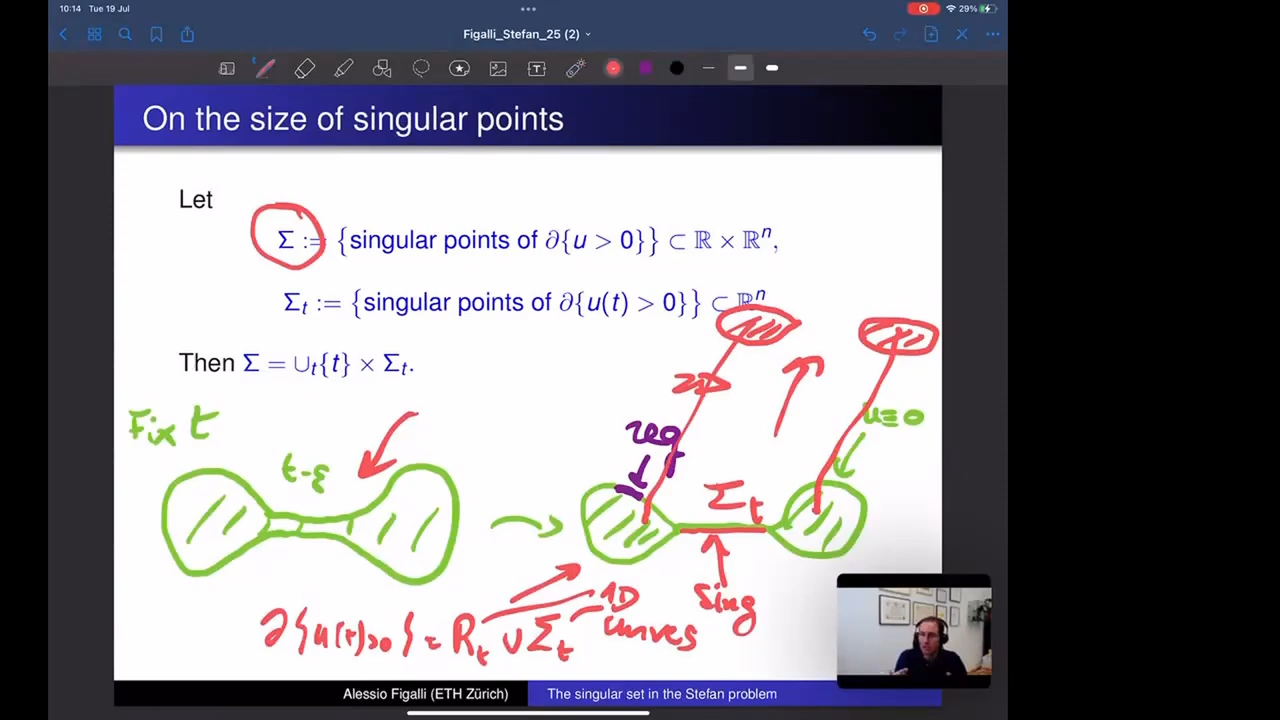 10:14 Tue 19 Jul
29%
Figalli_Stefan_25 (2)
On the size of singular points
Let
Σ := {singular points of ∂{u > 0}} ⊂ ℝ × ℝⁿ,
Σₜ := {singular points of ∂{u(t) > 0}} ⊂ ℝⁿ
Then Σ = ∪ₜ{t} × Σₜ.
2D
Fix t
u≡0
reg
t-ε
Σₜ
Sing
1D
∂{u(t)>0} = Rₜ ∪ Σₜ
curves
Alessio Figalli (ETH Zürich)
The singular set in the Stefan problem